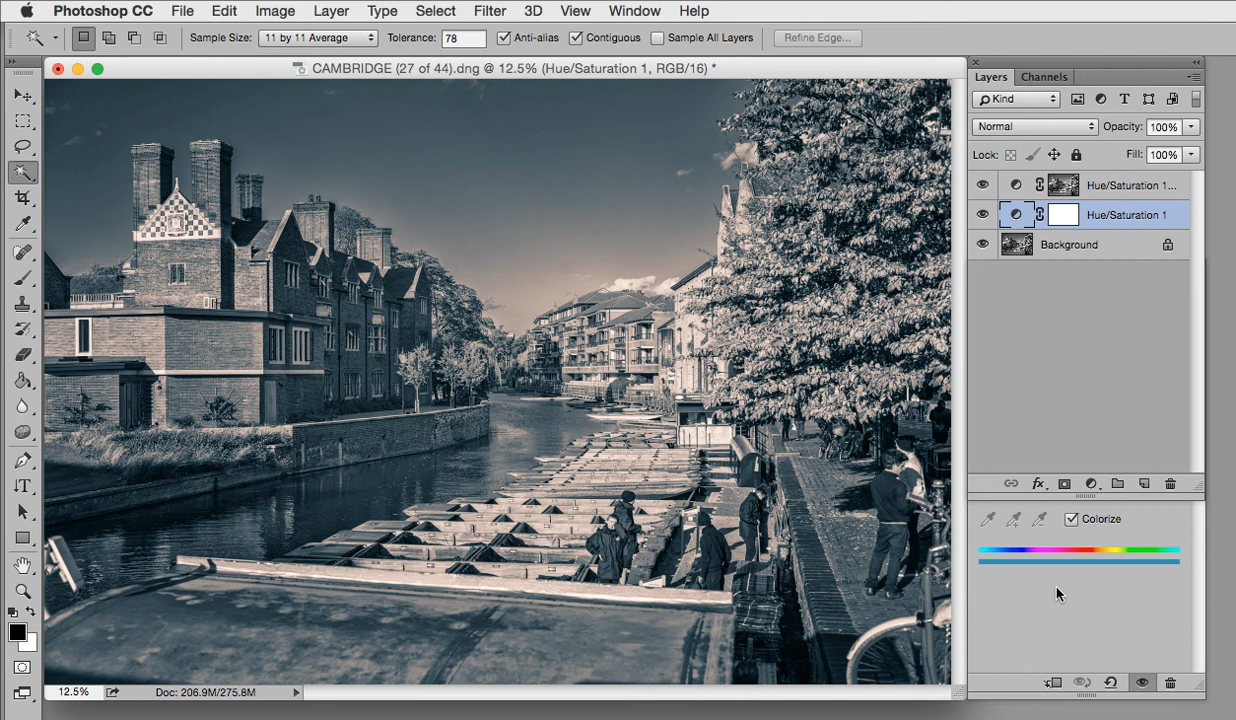 Photoshop CC File Edit Image Layer Type Select Filter 3D View Window Help
Sample Size: 11 by 11 Average Tolerance: 78 Anti-alias Contiguous Sample All Layers Refine Edge...
CAMBRIDGE (27 of 44).dng @ 12.5% (Hue/Saturation 1, RGB/16) *
Layers Channels
Kind
Normal Opacity: 100%
Lock: Fill: 100%
Hue/Saturation 1...
Hue/Saturation 1
Background
fx
Colorize
12.5% Doc: 206.9M/275.8M